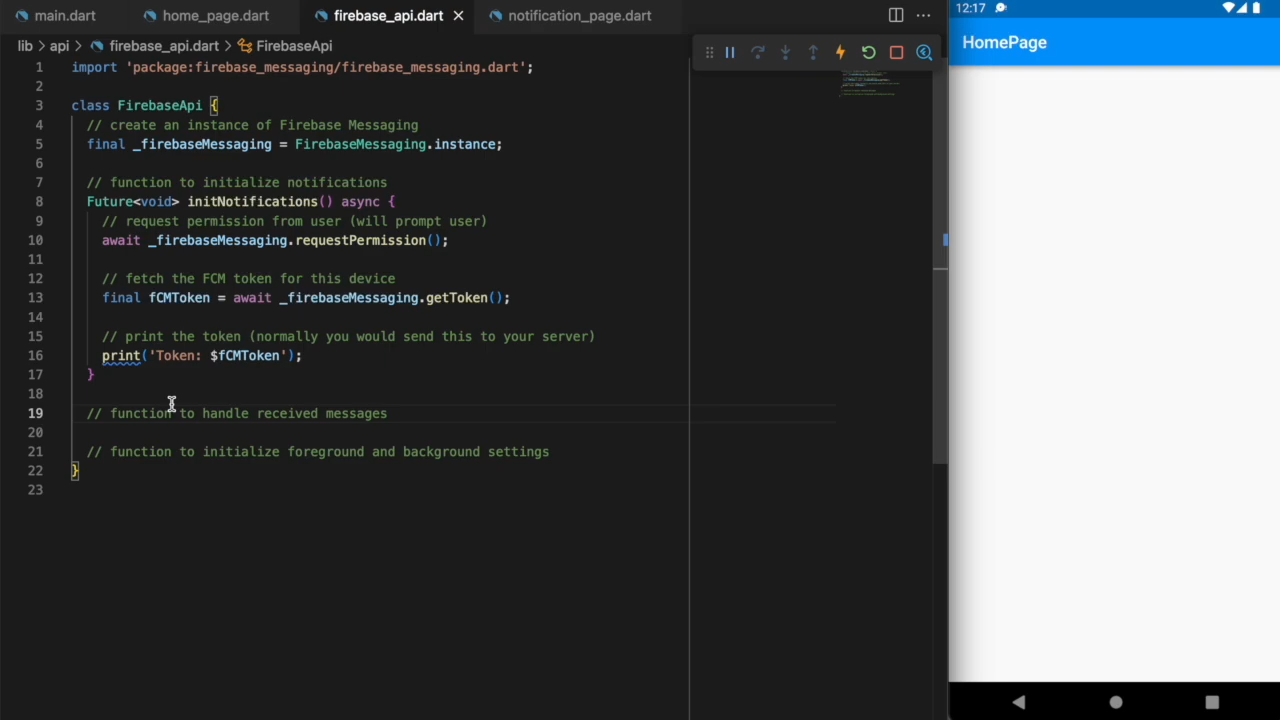 main.dart home_page.dart firebase_api.dart notification_page.dart
lib > api > firebase_api.dart > FirebaseApi
1 import 'package:firebase_messaging/firebase_messaging.dart';
2
3 class FirebaseApi {
4 // create an instance of Firebase Messaging
5 final _firebaseMessaging = FirebaseMessaging.instance;
6
7 // function to initialize notifications
8 Future<void> initNotifications() async {
9 // request permission from user (will prompt user)
10 await _firebaseMessaging.requestPermission();
11
12 // fetch the FCM token for this device
13 final fCMToken = await _firebaseMessaging.getToken();
14
15 // print the token (normally you would send this to your server)
16 print('Token: $fCMToken');
17 }
18
19 // function to handle received messages
20
21 // function to initialize foreground and background settings
22 }
23
12:17
HomePage